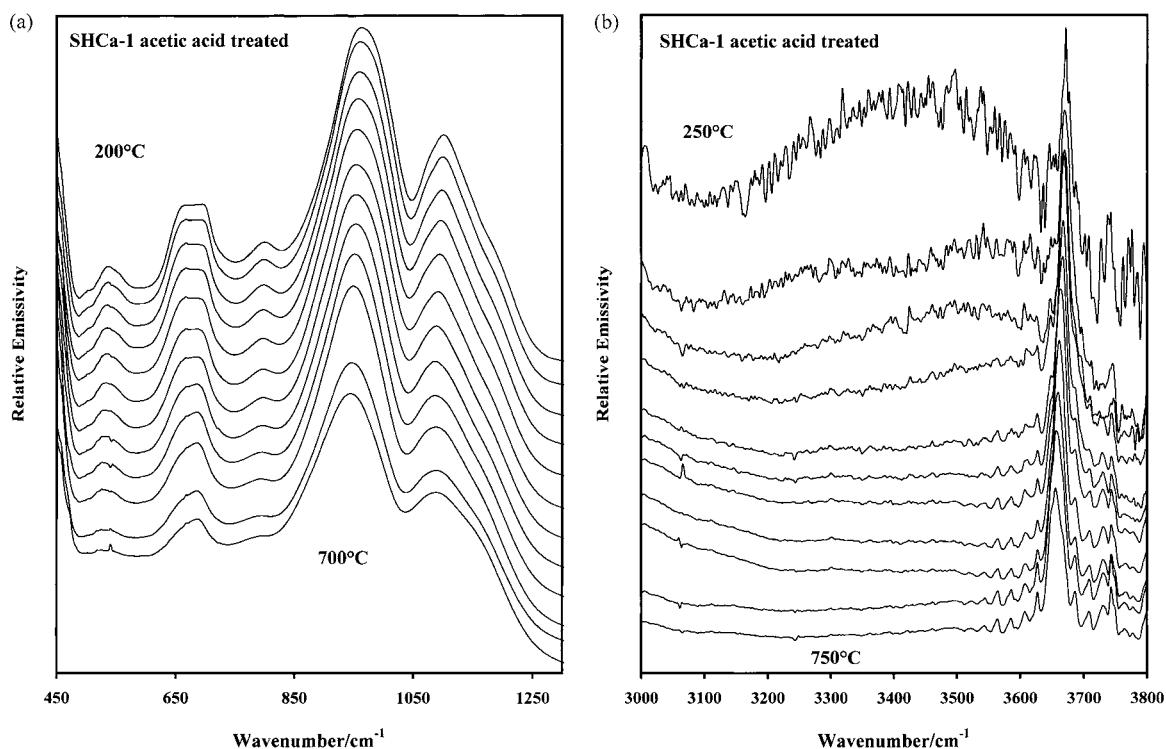 (a)
SHCa-1 acetic acid treated
200°C
700°C
Relative Emissivity
450 650 850 1050 1250
Wavenumber/cm⁻¹
(b)
SHCa-1 acetic acid treated
250°C
750°C
Relative Emissivity
3000 3100 3200 3300 3400 3500 3600 3700 3800
Wavenumber/cm⁻¹